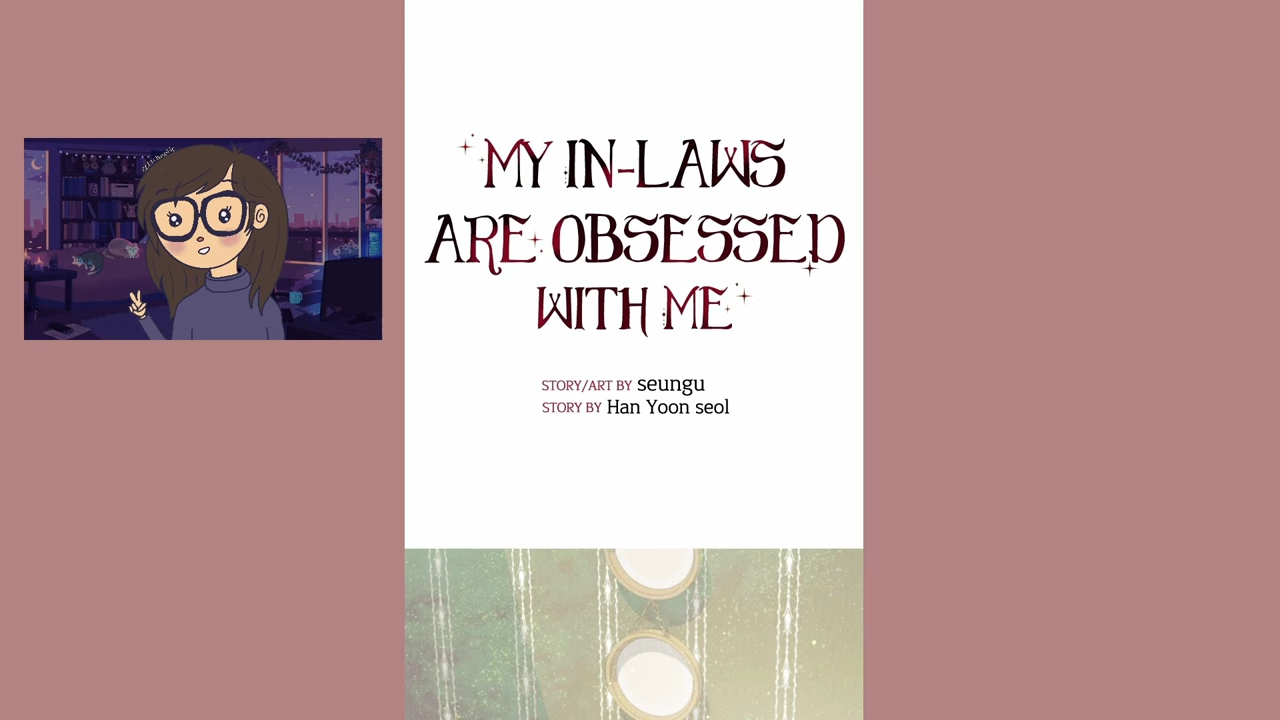 MY IN-LAWS
ARE OBSESSED
WITH ME
STORY/ART BY seungu
STORY BY Han Yoon seol